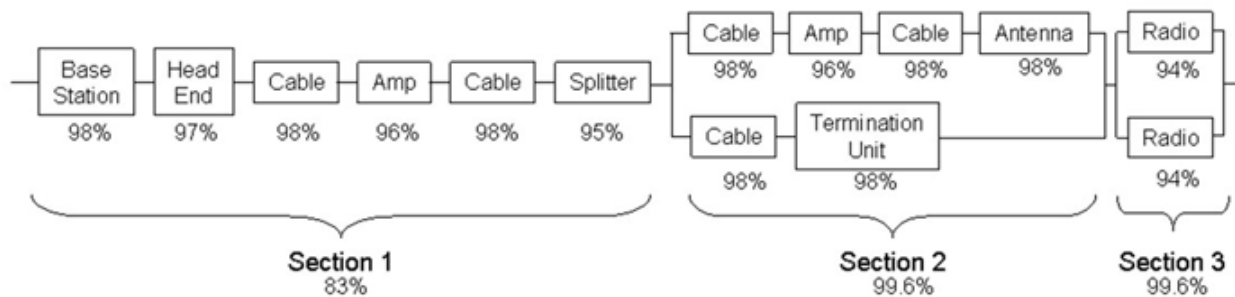 Base
Station
98%
Head
End
97%
Cable
98%
Amp
96%
Cable
98%
Splitter
95%
Cable
98%
Amp
96%
Cable
98%
Antenna
98%
Cable
98%
Termination
Unit
98%
Radio
94%
Radio
94%
Section 1
83%
Section 2
99.6%
Section 3
99.6%